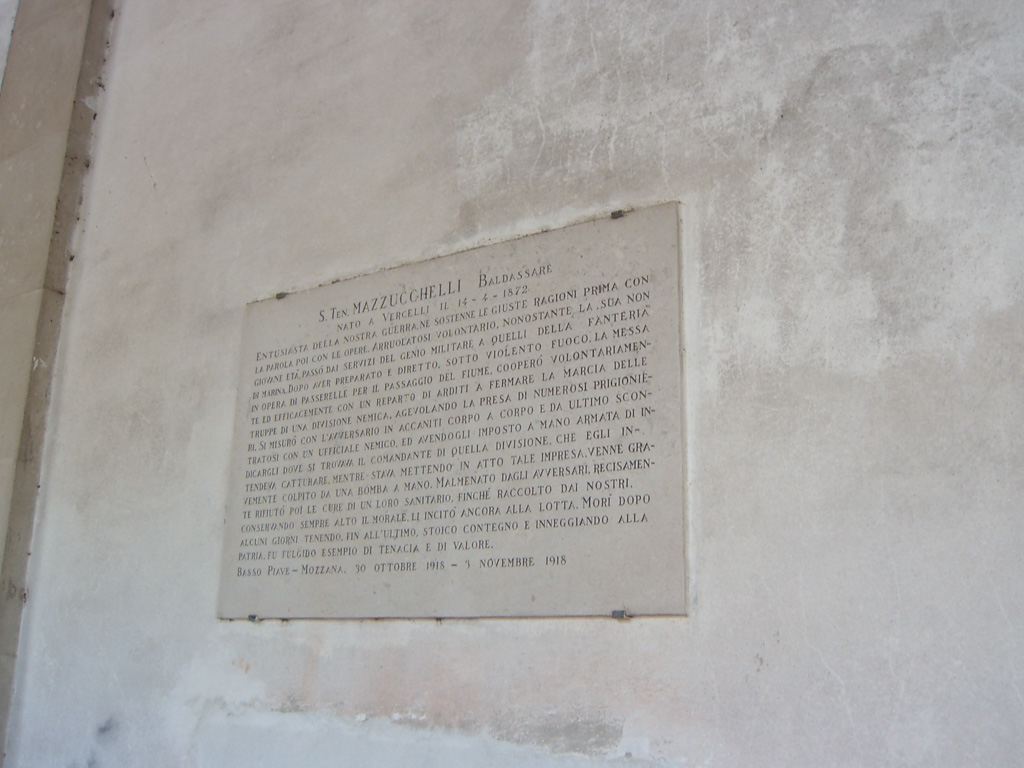 S. TEN. MAZZUCCHELLI BALDASSARE
NATO A VERCELLI IL 14-4-1872
ENTUSIASTA DELLA NOSTRA GUERRA, NE SOSTENNE LE GIUSTE RAGIONI PRIMA CON
LA PAROLA POI CON LE OPERE. ARRUOLATOSI VOLONTARIO, NONOSTANTE LA SUA NON
GIOVANE ETÀ, PASSÒ DAI SERVIZI DEL GENIO MILITARE A QUELLI DELLA FANTERIA
DI MARINA. DOPO AVER PREPARATO E DIRETTO, SOTTO VIOLENTO FUOCO, LA MESSA
IN OPERA DI PASSERELLE PER IL PASSAGGIO DEL FIUME, COOPERÒ VOLONTARIAMEN-
TE ED EFFICACEMENTE CON UN REPARTO DI ARDITI A FERMARE LA MARCIA DELLE
TRUPPE DI UNA DIVISIONE NEMICA, AGEVOLANDO LA PRESA DI NUMEROSI PRIGIONIE-
RI. SI MISURÒ CON L'AVVERSARIO IN ACCANITI CORPO A CORPO E DA ULTIMO SCON-
TRATOSI CON UN UFFICIALE NEMICO, ED AVENDOGLI IMPOSTO A MANO ARMATA DI IN-
DICARGLI DOVE SI TROVAVA IL COMANDANTE DI QUELLA DIVISIONE, CHE EGLI IN-
TENDEVA CATTURARE, MENTRE STAVA METTENDO IN ATTO TALE IMPRESA, VENNE GRA-
VEMENTE COLPITO DA UNA BOMBA A MANO. MALMENATO DAGLI AVVERSARI, RECISAMEN-
TE RIFIUTÒ POI LE CURE DI UN LORO SANITARIO, FINCHÉ RACCOLTO DAI NOSTRI,
CONSERVANDO SEMPRE ALTO IL MORALE, LI INCITÒ ANCORA ALLA LOTTA. MORÌ DOPO
ALCUNI GIORNI TENENDO, FIN ALL'ULTIMO, STOICO CONTEGNO E INNEGGIANDO ALLA
PATRIA. FU FULGIDO ESEMPIO DI TENACIA E DI VALORE.
BASSO PIAVE - MOZZANA, 30 OTTOBRE 1918 - 3 NOVEMBRE 1918